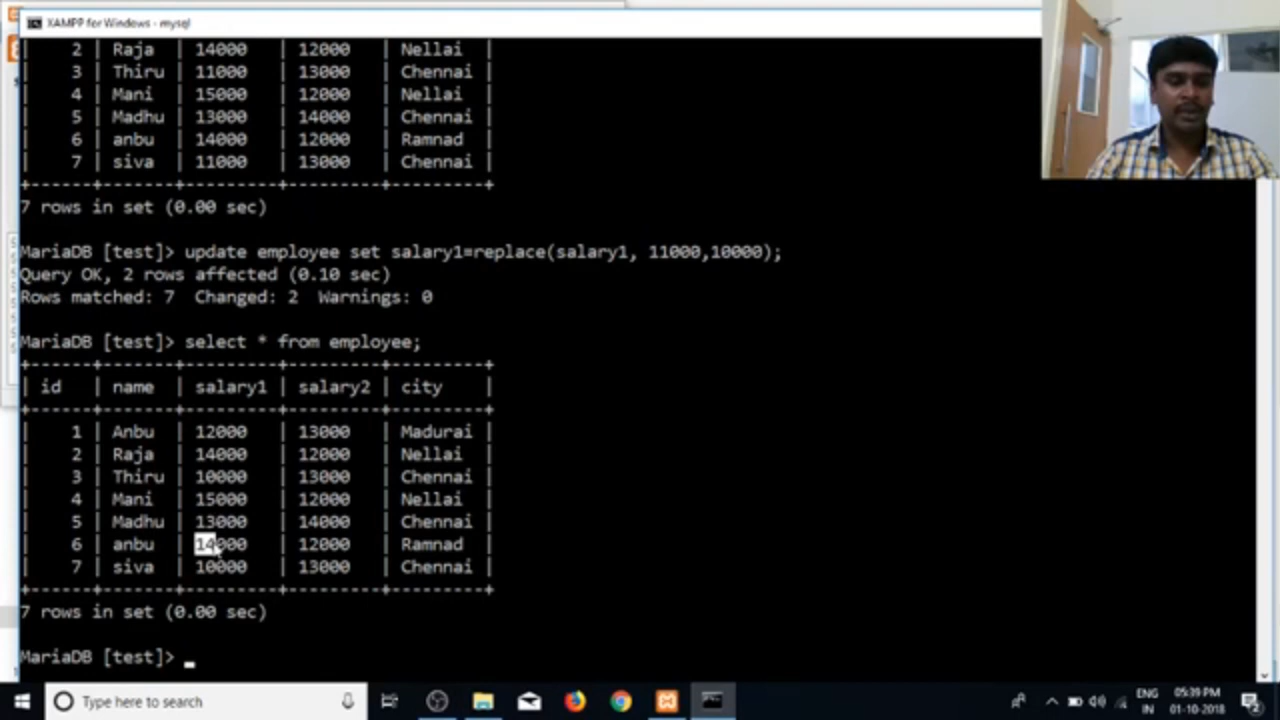 XAMPP for Windows - mysql
| 2 | Raja | 14000 | 12000 | Nellai |
| 3 | Thiru | 11000 | 13000 | Chennai |
| 4 | Mani | 15000 | 12000 | Nellai |
| 5 | Madhu | 13000 | 14000 | Chennai |
| 6 | anbu | 14000 | 12000 | Ramnad |
| 7 | siva | 11000 | 13000 | Chennai |
+------+-------+---------+---------+---------+
7 rows in set (0.00 sec)
MariaDB [test]> update employee set salary1=replace(salary1, 11000,10000);
Query OK, 2 rows affected (0.10 sec)
Rows matched: 7  Changed: 2  Warnings: 0
MariaDB [test]> select * from employee;
+------+-------+---------+---------+---------+
| id | name | salary1 | salary2 | city |
+------+-------+---------+---------+---------+
| 1 | Anbu | 12000 | 13000 | Madurai |
| 2 | Raja | 14000 | 12000 | Nellai |
| 3 | Thiru | 10000 | 13000 | Chennai |
| 4 | Mani | 15000 | 12000 | Nellai |
| 5 | Madhu | 13000 | 14000 | Chennai |
| 6 | anbu | 14000 | 12000 | Ramnad |
| 7 | siva | 10000 | 13000 | Chennai |
+------+-------+---------+---------+---------+
7 rows in set (0.00 sec)
MariaDB [test]> _
Type here to search
ENG
IN
05:39 PM
01-10-2018
2